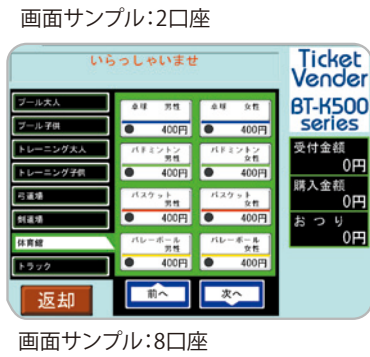 画面サンプル：2口座
いらっしゃいませ
Ticket
Vender
BT-K500
series
プール大人
プール子供
トレーニング大人
トレーニング子供
弓道場
剣道場
体育館
トラック
卓球 男性
400円
卓球 女性
400円
バドミントン
男性
400円
バドミントン
女性
400円
バスケット
男性
400円
バスケット
女性
400円
バレーボール
男性
400円
バレーボール
女性
400円
受付金額
0円
購入金額
0円
おつり
0円
返却
前へ
次へ
画面サンプル：8口座